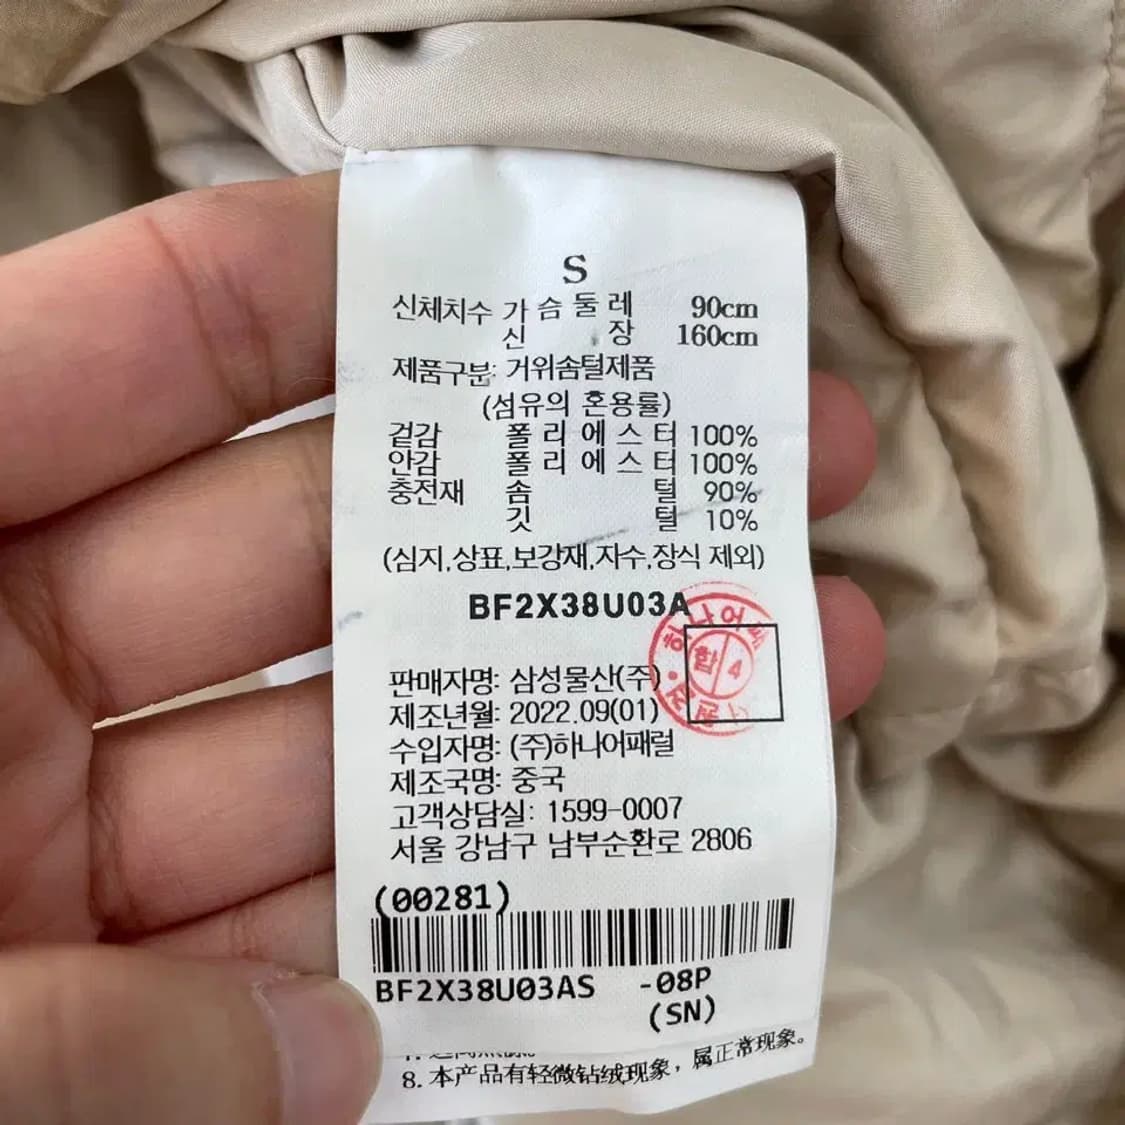 S
신체치수 가 슴 둘 레 90cm
신 장 160cm
제품구분: 거위솜털제품
(섬유의 혼용률)
겉감 폴 리 에 스 터 100%
안감 폴 리 에 스 터 100%
충전재 솜 털 90%
깃 털 10%
(심지,상표,보강재,자수,장식 제외)
BF2X38U03A
하나어패
합 4
판매자명: 삼성물산(주)
제조년월: 2022.09(01)
수입자명: (주)하나어패럴
제조국명: 중국
고객상담실: 1599-0007
서울 강남구 남부순환로 2806
(00281)
BF2X38U03AS -08P
(SN)
8. 本产品有轻微钻绒现象，属正常现象。